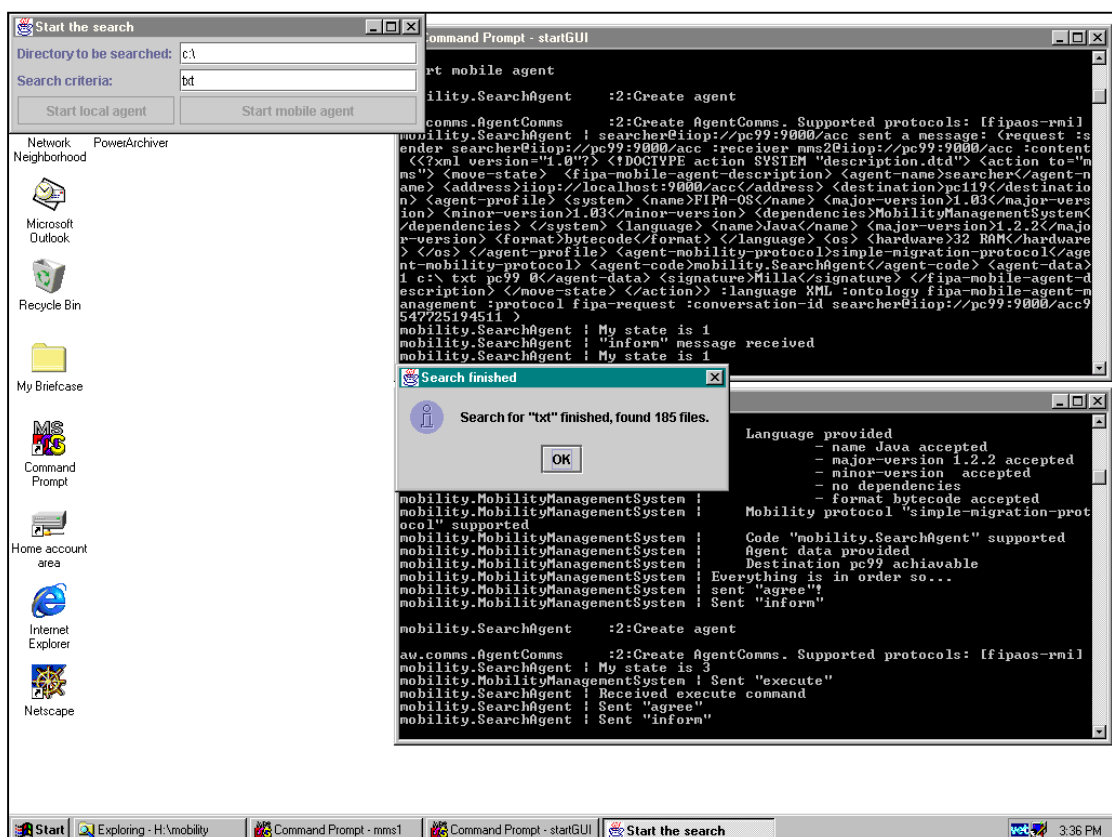 Start the search
Directory to be searched:
c:\
Search criteria:
txt
Start local agent
Start mobile agent
Network
Neighborhood
PowerArchiver
Microsoft
Outlook
Recycle Bin
My Briefcase
MS
Command
Prompt
Home account
area
Internet
Explorer
Netscape
ommand Prompt - startGUI
rt mobile agent
ility.SearchAgent :2:Create agent
.comms.AgentComms :2:Create AgentComms. Supported protocols: [fipaos-rmi]
mobility.SearchAgent | searcher@iiop://pc99:9000/acc sent a message: (request :s
ender searcher@iiop://pc99:9000/acc :receiver mms2@iiop://pc99:9000/acc :content
(<?xml version="1.0"?> <!DOCTYPE action SYSTEM "description.dtd"> <action to="m
ms"> <move-state> <fipa-mobile-agent-description> <agent-name>searcher</agent-n
ame> <address>iiop://localhost:9000/acc</address> <destination>pc119</destinatio
n> <agent-profile> <system> <name>FIPA-OS</name> <major-version>1.03</major-vers
ion> <minor-version>1.03</minor-version> <dependencies>MobilityManagementSystem<
/dependencies> </system> <language> <name>Java</name> <major-version>1.2.2</majo
r-version> <format>bytecode</format> </language> <os> <hardware>32 RAM</hardware
> </os> </agent-profile> <agent-mobility-protocol>simple-migration-protocol</age
nt-mobility-protocol> <agent-code>mobility.SearchAgent</agent-code> <agent-data>
1 c:\ txt pc99 0</agent-data> <signature>Milla</signature> </fipa-mobile-agent-d
escription> </move-state> </action>) :language XML :ontology fipa-mobile-agent-m
anagement :protocol fipa-request :conversation-id searcher@iiop://pc99:9000/acc9
547725194511 )
mobility.SearchAgent | My state is 1
mobility.SearchAgent | "inform" message received
mobility.SearchAgent | My state is 1
Search finished
Search for "txt" finished, found 185 files.
OK
Language provided
- name Java accepted
- major-version 1.2.2 accepted
- minor-version accepted
- no dependencies
mobility.MobilityManagementSystem | - format bytecode accepted
mobility.MobilityManagementSystem | Mobility protocol "simple-migration-prot
ocol" supported
mobility.MobilityManagementSystem | Code "mobility.SearchAgent" supported
mobility.MobilityManagementSystem | Agent data provided
mobility.MobilityManagementSystem | Destination pc99 achiavable
mobility.MobilityManagementSystem | Everything is in order so...
mobility.MobilityManagementSystem | sent "agree"!
mobility.MobilityManagementSystem | Sent "inform"
mobility.SearchAgent :2:Create agent
aw.comms.AgentComms :2:Create AgentComms. Supported protocols: [fipaos-rmi]
mobility.SearchAgent | My state is 3
mobility.MobilityManagementSystem | Sent "execute"
mobility.SearchAgent | Received execute command
mobility.SearchAgent | Sent "agree"
mobility.SearchAgent | Sent "inform"
Start
Exploring - H:\mobility
Command Prompt - mms1
Command Prompt - startGUI
Start the search
vet
3:36 PM